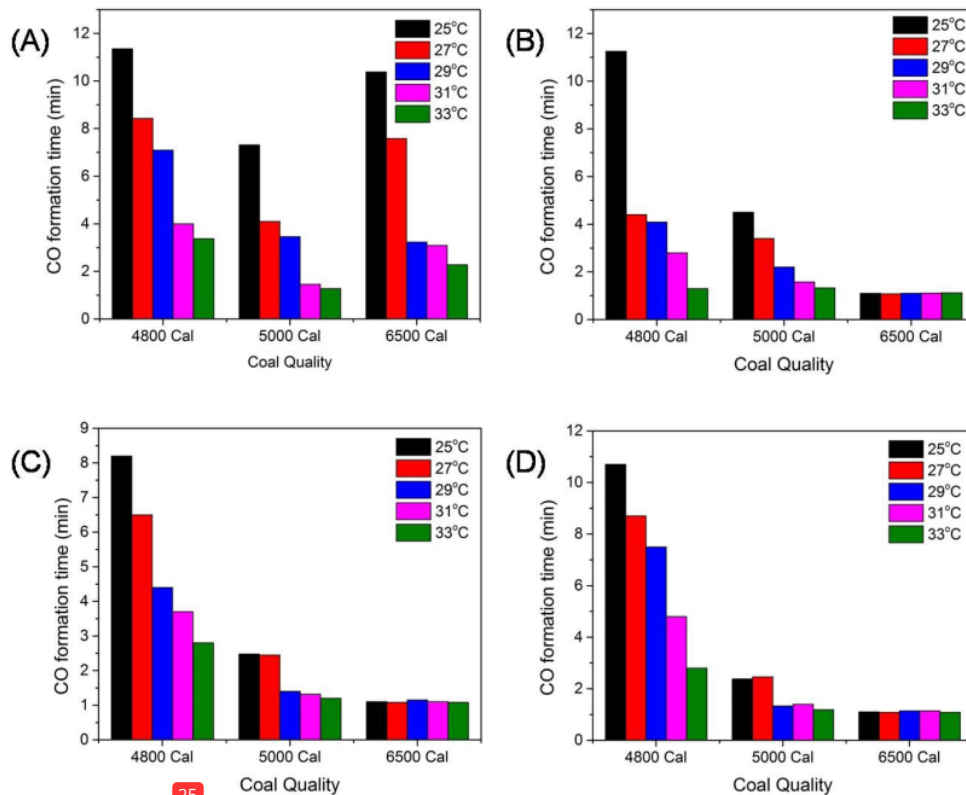 (A)
12
10
8
6
4
2
0
CO formation time (min)
25°C
27°C
29°C
31°C
33°C
4800 Cal
5000 Cal
6500 Cal
Coal Quality
(B)
12
10
8
6
4
2
0
CO formation time (min)
25°C
27°C
29°C
31°C
33°C
4800 Cal
5000 Cal
6500 Cal
Coal Quality
(C)
9
8
7
6
5
4
3
2
1
0
CO formation time (min)
25°C
27°C
29°C
31°C
33°C
4800 Cal
5000 Cal
6500 Cal
Coal Quality
(D)
12
10
8
6
4
2
0
CO formation time (min)
25°C
27°C
29°C
31°C
33°C
4800 Cal
5000 Cal
6500 Cal
Coal Quality